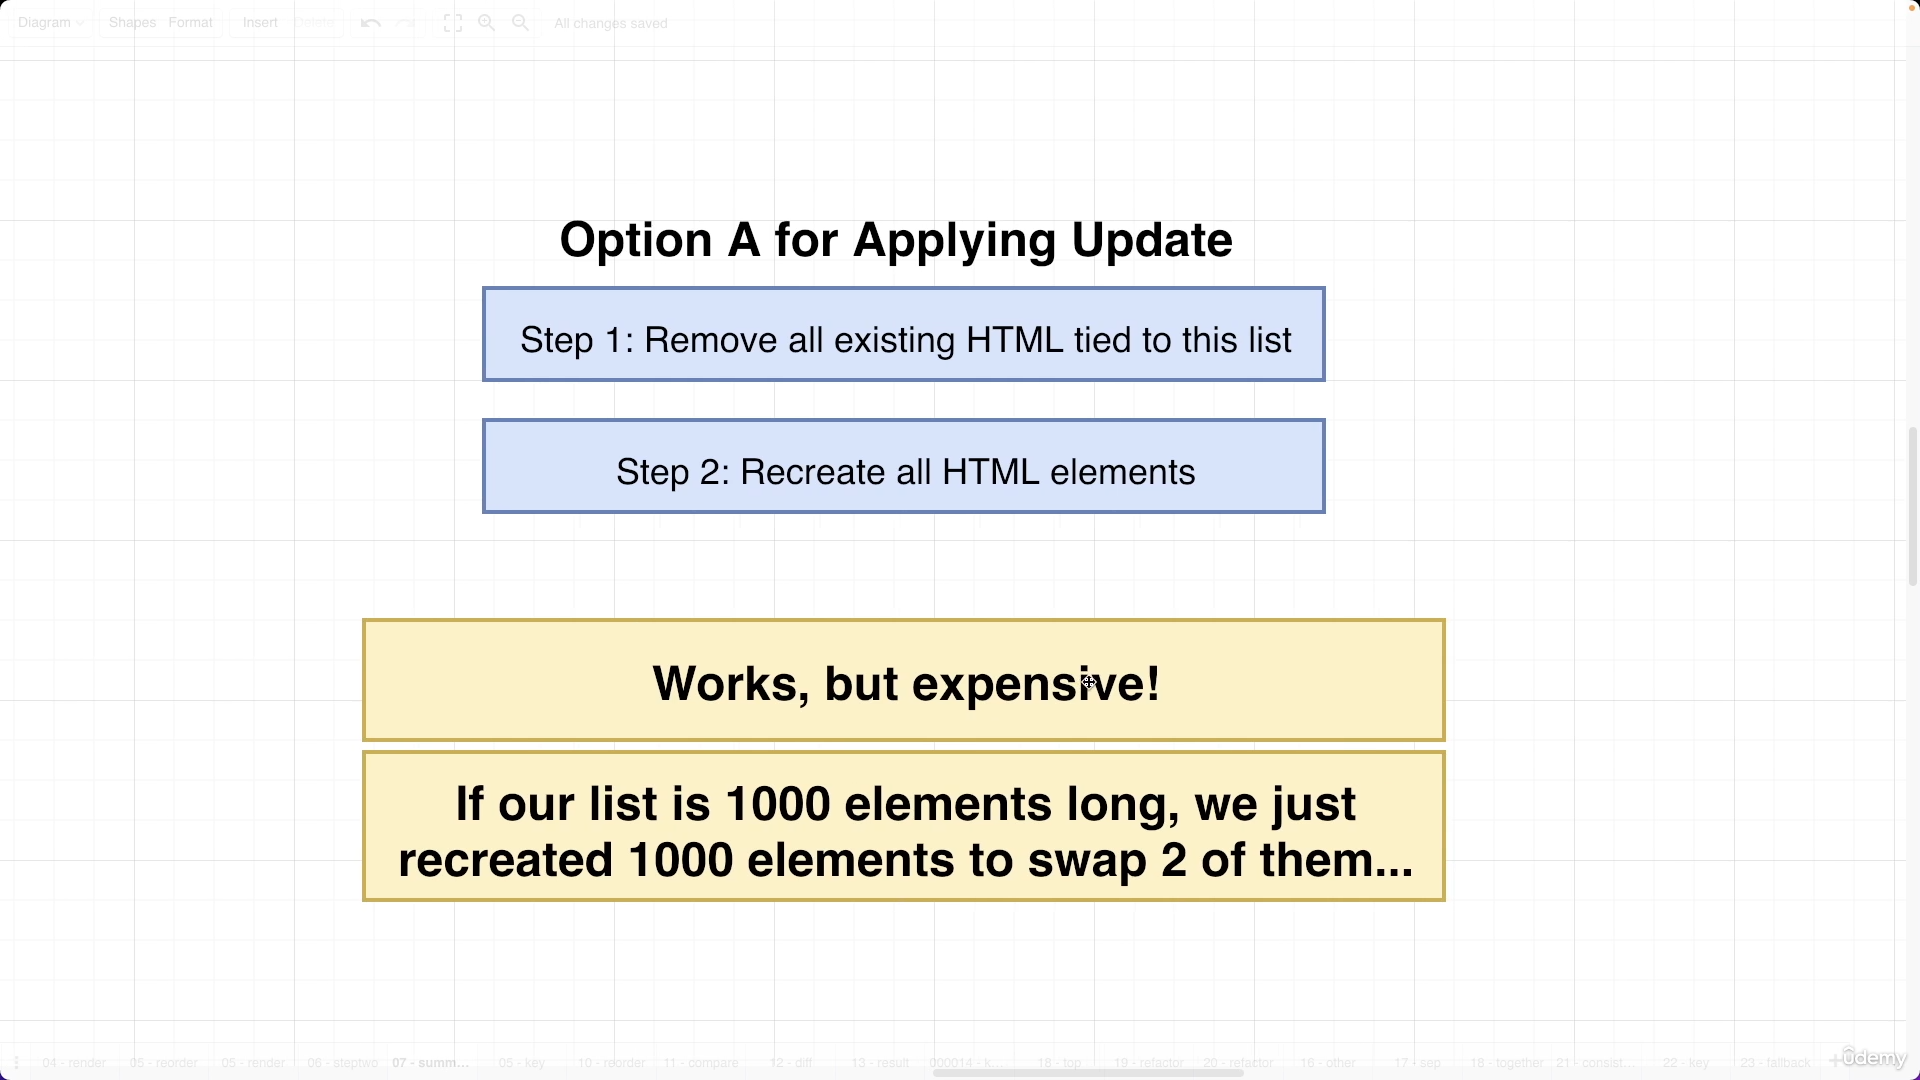 Diagram Shapes Format Insert Delete All changes saved
Option A for Applying Update
Step 1: Remove all existing HTML tied to this list
Step 2: Recreate all HTML elements
Works, but expensive!
If our list is 1000 elements long, we just
recreated 1000 elements to swap 2 of them...
04 - render 05 - reorder 05 - render 06 - steptwo 07 - summ... 05 - key 10 - reorder 11 - compare 12 - diff 13 - result 000014 - k... 18 - top 19 - refactor 20 - refactor 16 - other 17 - sep 18 - together 21 - consist... 22 - key 23 - fallback
ûdemy